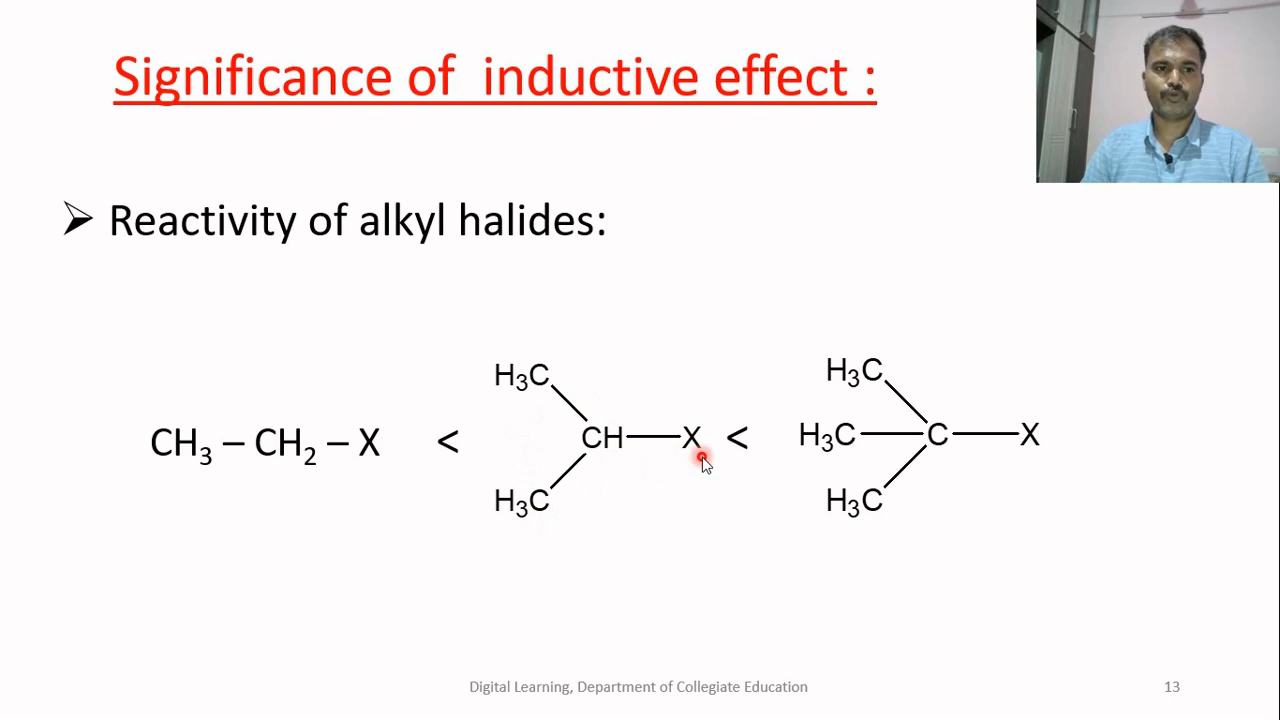 Significance of inductive effect :
➢ Reactivity of alkyl halides:
CH₃ – CH₂ – X < H₃C H₃C CH X < H₃C H₃C H₃C C X
Digital Learning, Department of Collegiate Education 13